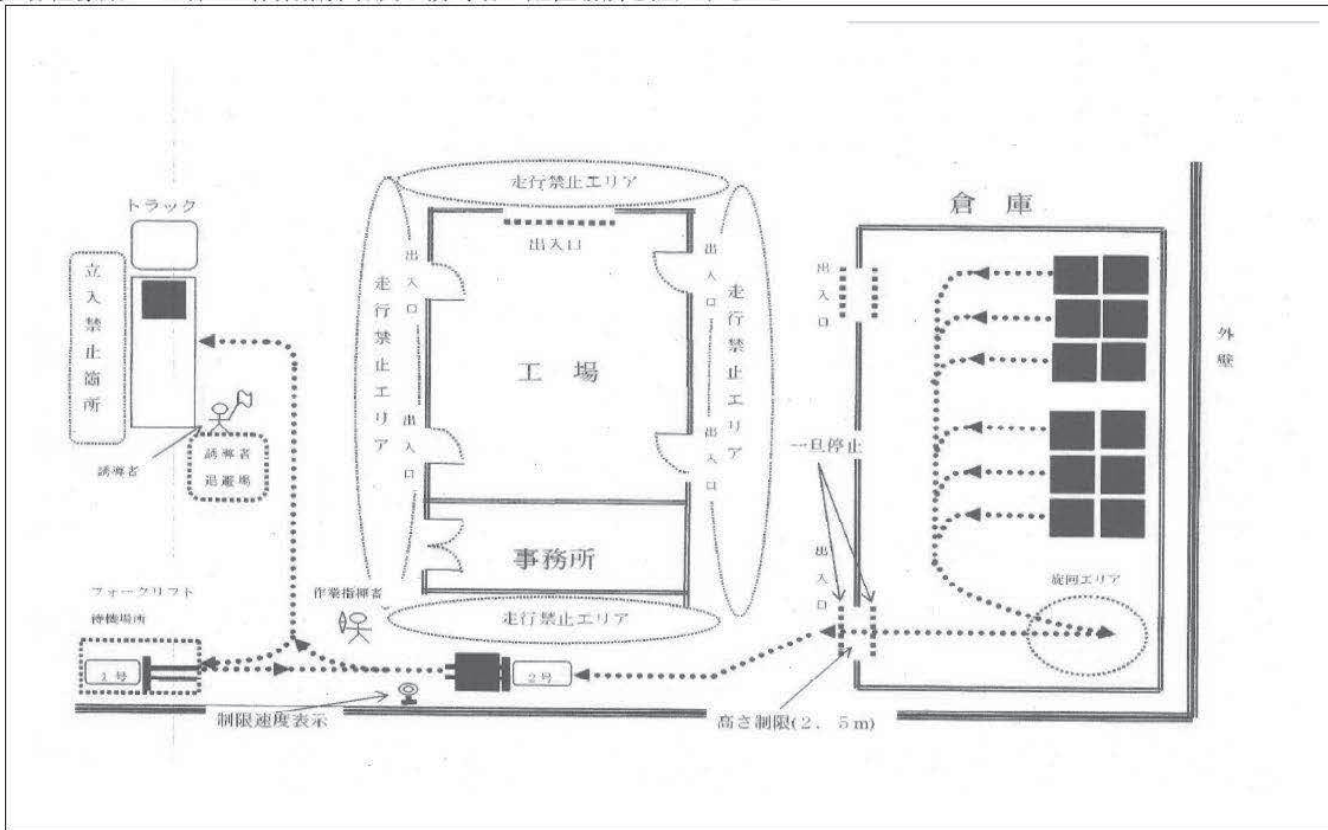 走行禁止エリア
倉 庫
トラック
出入口
立入禁止箇所
走行禁止エリア
出入口
出入口
走行禁止エリア
出入口
外壁
工 場
出入口
出入口
一旦停止
誘導者
誘導者
退避場
事務所
出入口
旋回エリア
フォークリフト
待機場所
作業指揮者
走行禁止エリア
1号
2号
制限速度表示
高さ制限(2．5m)